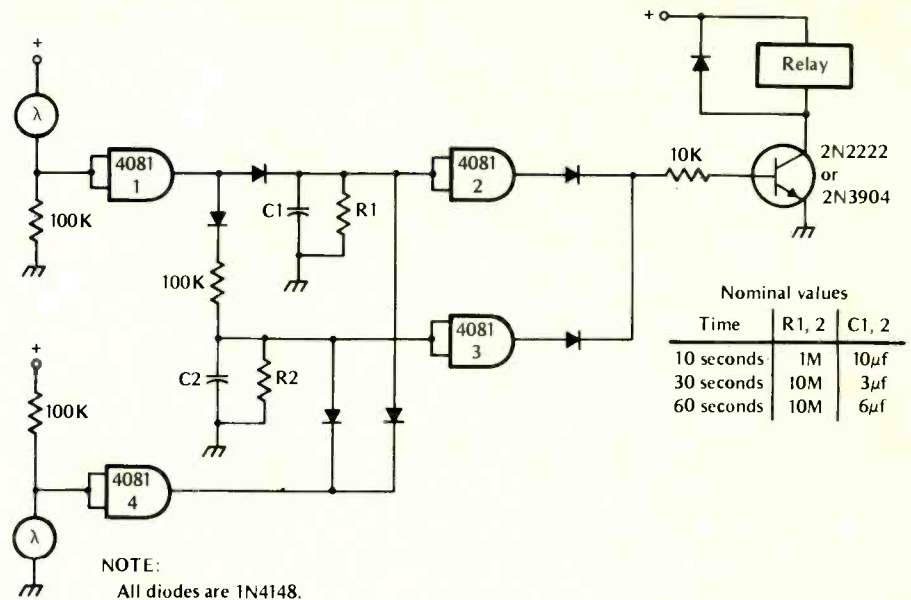 +
Relay
+
λ
4081
1
4081
2
10K
2N2222
or
2N3904
100K
C1
R1
100K
4081
3
Nominal values
Time R1, 2 C1, 2
10 seconds 1M 10μf
30 seconds 10M 3μf
60 seconds 10M 6μf
+
C2
R2
100K
4081
4
λ
NOTE:
All diodes are 1N4148.